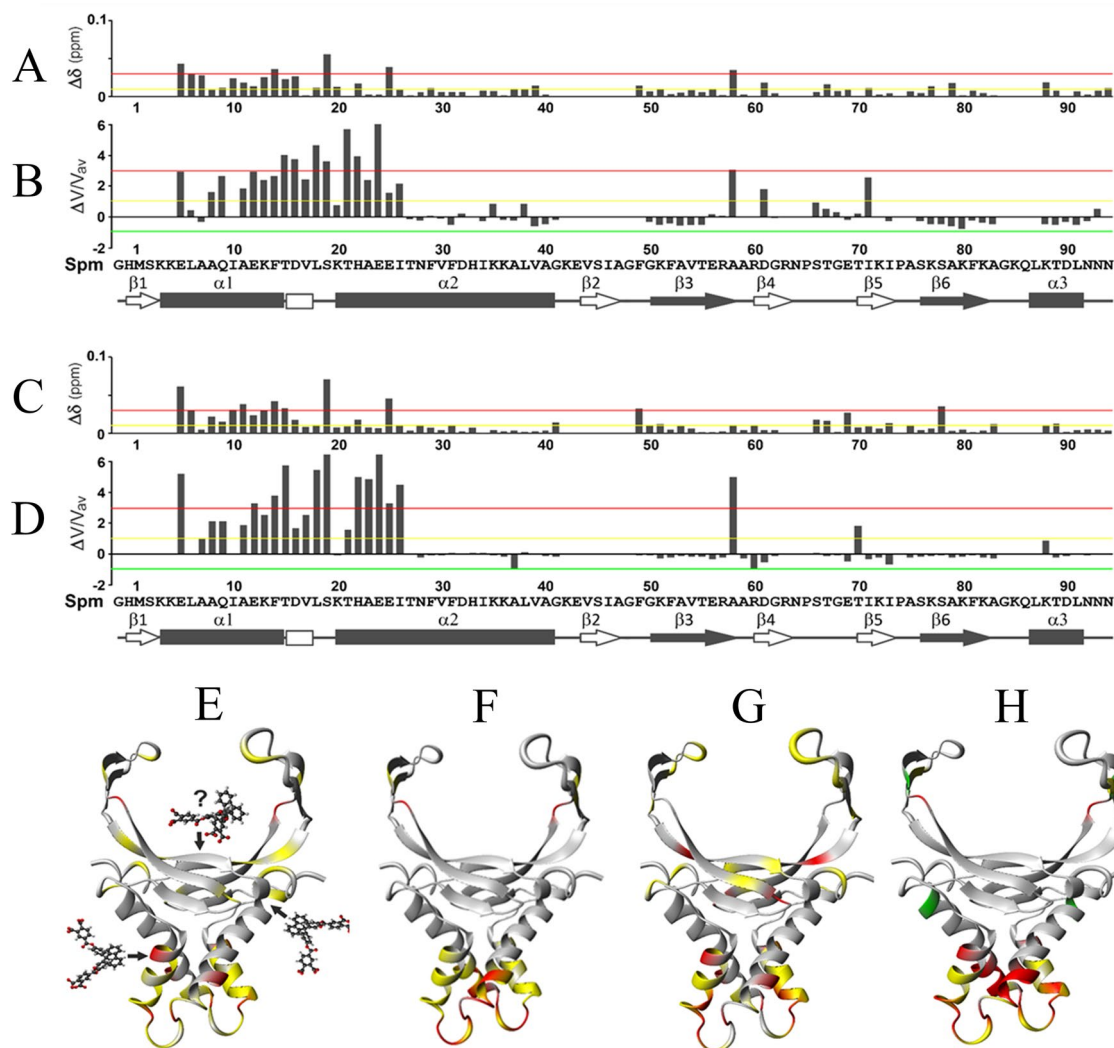 A
Δδ (ppm)
0.1
0
1 10 20 30 40 50 60 70 80 90
B
ΔV/Vav
6
4
2
0
-2
1 10 20 30 40 50 60 70 80 90
Spm GHMSKKELAAQIAEKFTDVLSKTHAEEITNFVFDHIKKALVAGKEVSIAGFGKFAVTERAARDGRNPSTGETIKIPASKSAKFKAGKQLKTDLNNN
β1 α1 α2 β2 β3 β4 β5 β6 α3
C
Δδ (ppm)
0.1
0
1 10 20 30 40 50 60 70 80 90
D
ΔV/Vav
6
4
2
0
-2
1 10 20 30 40 50 60 70 80 90
Spm GHMSKKELAAQIAEKFTDVLSKTHAEEITNFVFDHIKKALVAGKEVSIAGFGKFAVTERAARDGRNPSTGETIKIPASKSAKFKAGKQLKTDLNNN
β1 α1 α2 β2 β3 β4 β5 β6 α3
E F G H
?